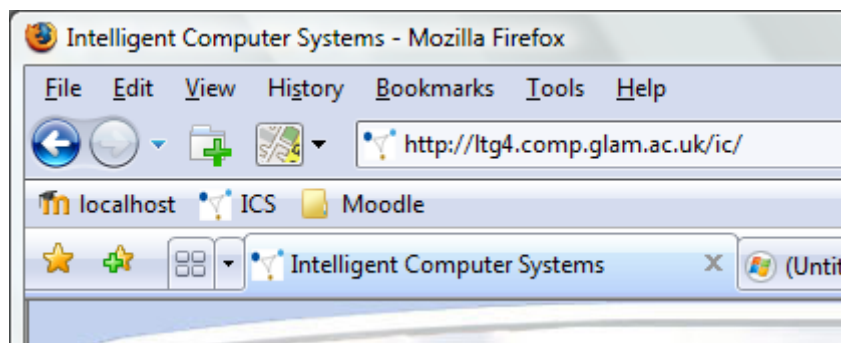 Intelligent Computer Systems - Mozilla Firefox
File Edit View History Bookmarks Tools Help
http://ltg4.comp.glam.ac.uk/ic/
localhost ICS Moodle
Intelligent Computer Systems (Untit